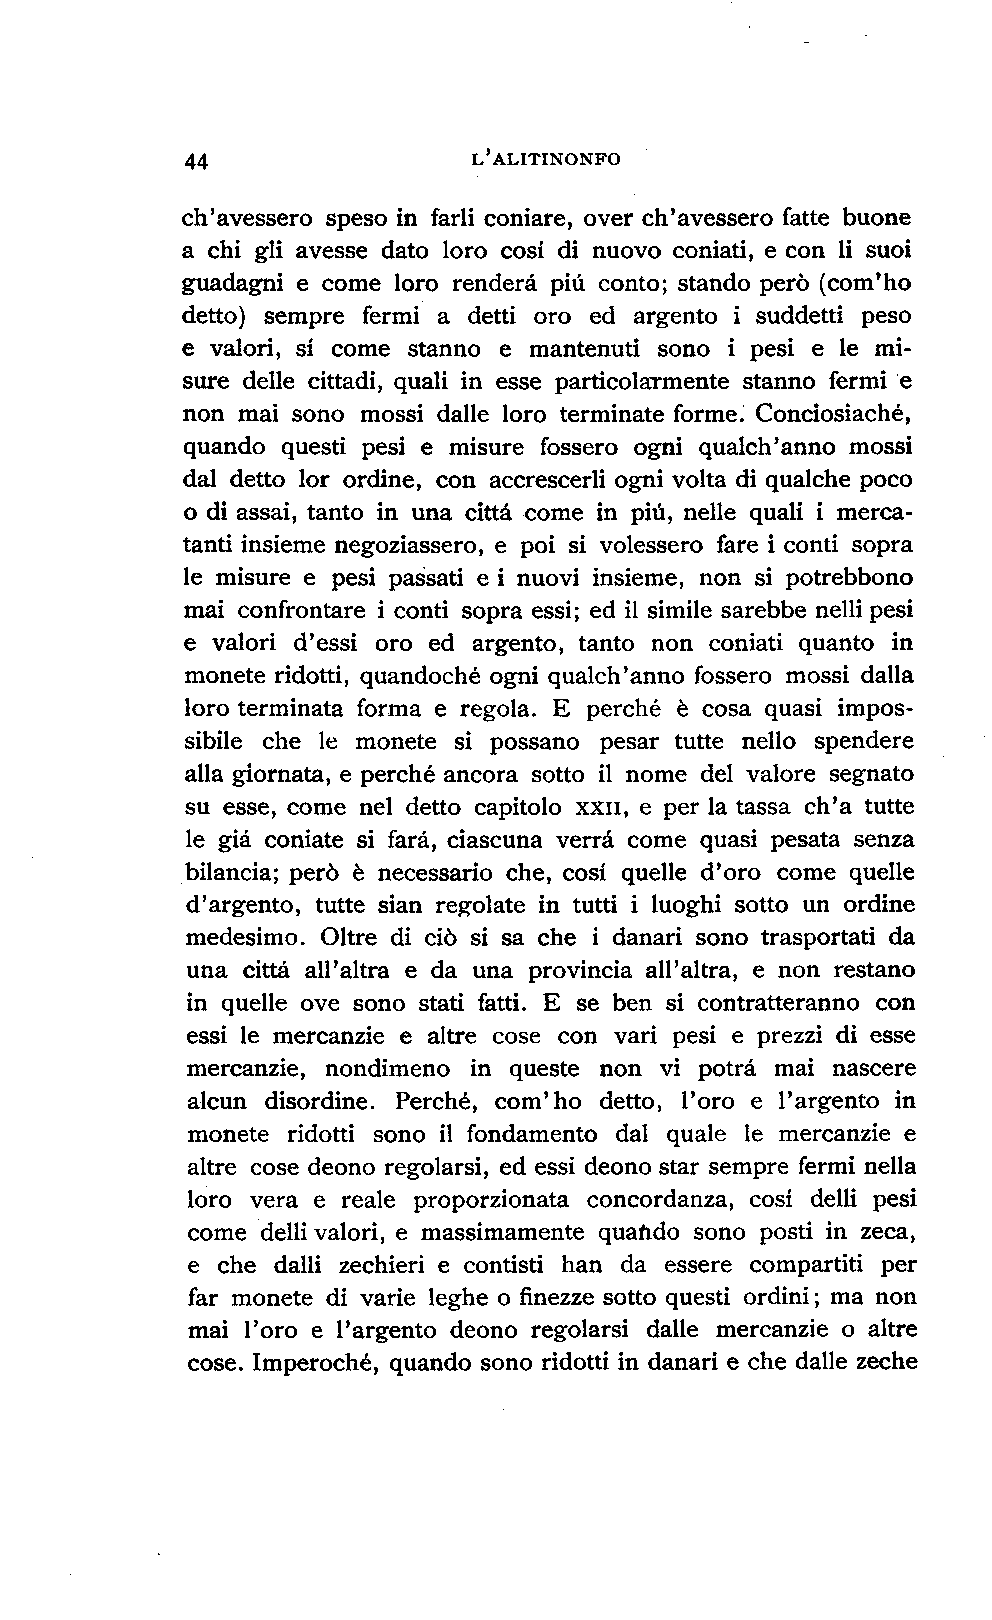 44 L'ALITINONFO
ch'avessero speso in farli coniare, over ch'avessero fatte buone
a chi gli avesse dato loro cosí di nuovo coniati, e con li suoi
guadagni e come loro renderá piú conto; stando però (com'ho
detto) sempre fermi a detti oro ed argento i suddetti peso
e valori, sí come stanno e mantenuti sono i pesi e le mi-
sure delle cittadi, quali in esse particolarmente stanno fermi e
non mai sono mossi dalle loro terminate forme. Conciosiaché,
quando questi pesi e misure fossero ogni qualch'anno mossi
dal detto lor ordine, con accrescerli ogni volta di qualche poco
o di assai, tanto in una cittá come in piú, nelle quali i merca-
tanti insieme negoziassero, e poi si volessero fare i conti sopra
le misure e pesi passati e i nuovi insieme, non si potrebbono
mai confrontare i conti sopra essi; ed il simile sarebbe nelli pesi
e valori d'essi oro ed argento, tanto non coniati quanto in
monete ridotti, quandoché ogni qualch'anno fossero mossi dalla
loro terminata forma e regola. E perché è cosa quasi impos-
sibile che le monete si possano pesar tutte nello spendere
alla giornata, e perché ancora sotto il nome del valore segnato
su esse, come nel detto capitolo XXII, e per la tassa ch'a tutte
le giá coniate si fará, ciascuna verrá come quasi pesata senza
bilancia; però è necessario che, cosí quelle d'oro come quelle
d'argento, tutte sian regolate in tutti i luoghi sotto un ordine
medesimo. Oltre di ciò si sa che i danari sono trasportati da
una cittá all'altra e da una provincia all'altra, e non restano
in quelle ove sono stati fatti. E se ben si contratteranno con
essi le mercanzie e altre cose con vari pesi e prezzi di esse
mercanzie, nondimeno in queste non vi potrá mai nascere
alcun disordine. Perché, com'ho detto, l'oro e l'argento in
monete ridotti sono il fondamento dal quale le mercanzie e
altre cose deono regolarsi, ed essi deono star sempre fermi nella
loro vera e reale proporzionata concordanza, cosí delli pesi
come delli valori, e massimamente quando sono posti in zeca,
e che dalli zechieri e contisti han da essere compartiti per
far monete di varie leghe o finezze sotto questi ordini; ma non
mai l'oro e l'argento deono regolarsi dalle mercanzie o altre
cose. Imperoché, quando sono ridotti in danari e che dalle zeche